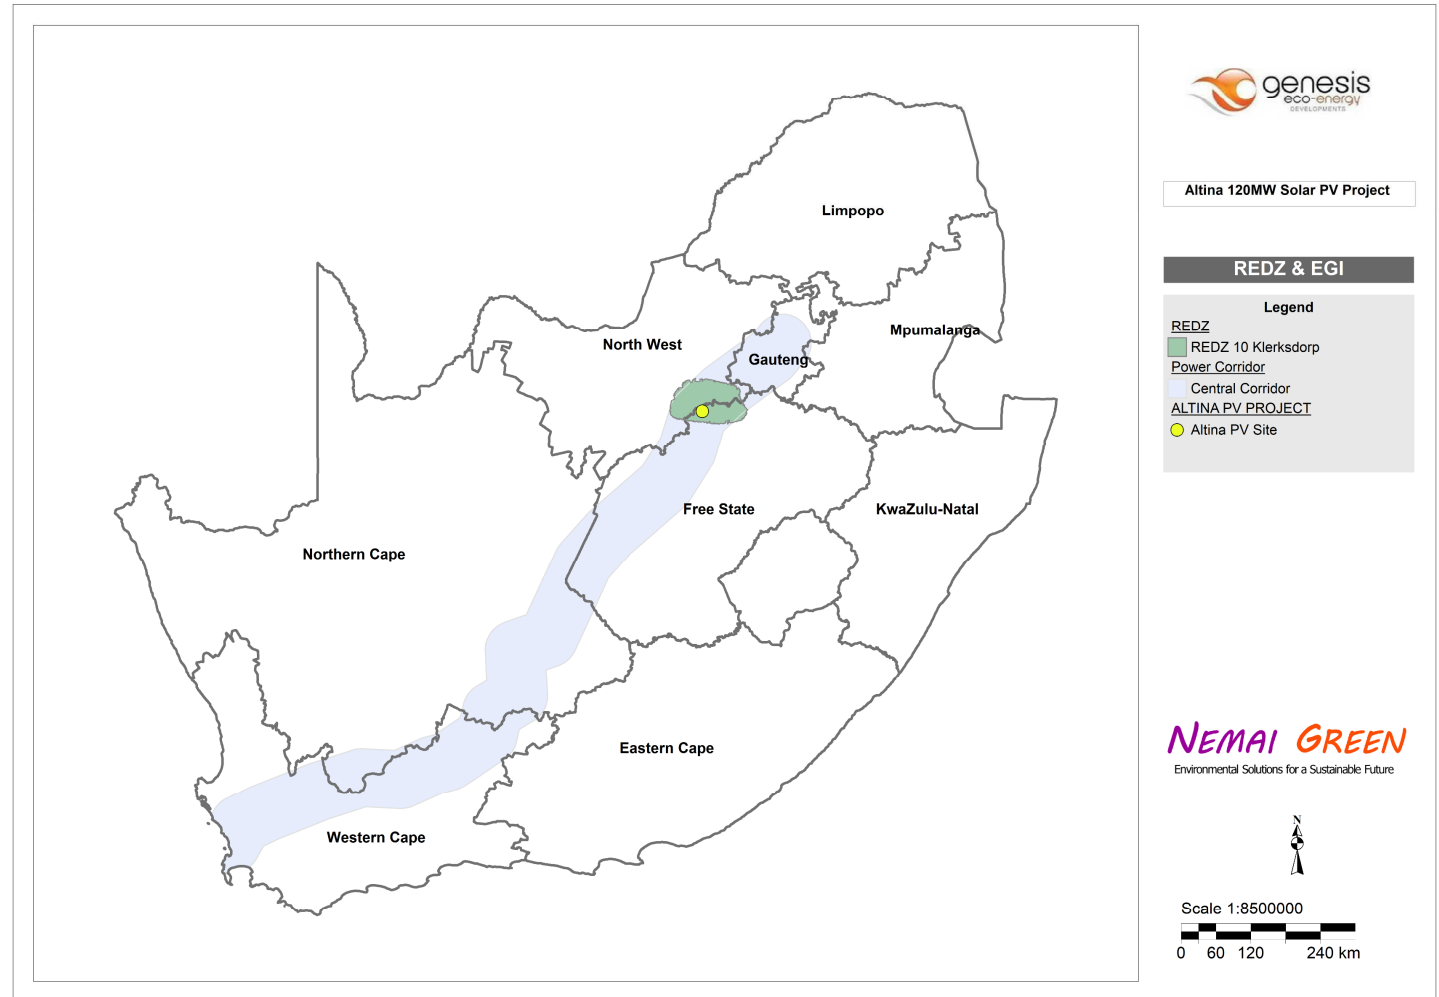 genesis
eco-energy
DEVELOPMENTS
Altina 120MW Solar PV Project
REDZ & EGI
Legend
REDZ
REDZ 10 Klerksdorp
Power Corridor
Central Corridor
ALTINA PV PROJECT
Altina PV Site
Limpopo
Mpumalanga
North West
Gauteng
Free State
KwaZulu-Natal
Northern Cape
Eastern Cape
Western Cape
NEMAI GREEN
Environmental Solutions for a Sustainable Future
N
Scale 1:8500000
0 60 120 240 km